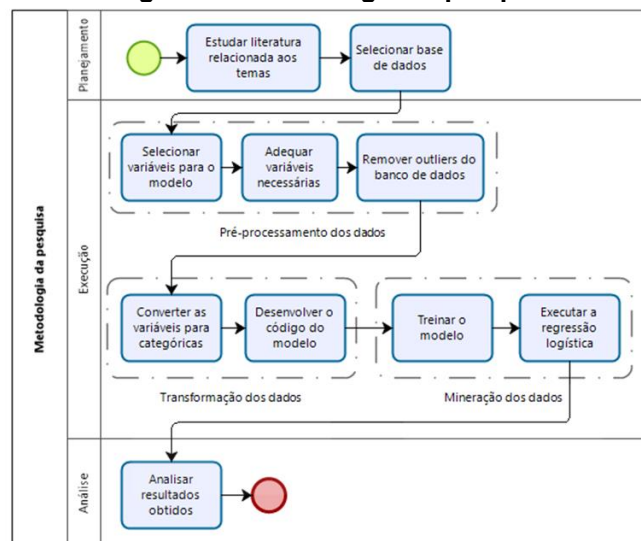 Metodologia da pesquisa
Planejamento
Estudar literatura
relacionada aos
temas
Selecionar base
de dados
Execução
Selecionar
variáveis para o
modelo
Adequar
variáveis
necessárias
Remover outliers do
banco de dados
Pré-processamento dos dados
Converter as
variáveis para
categóricas
Desenvolver o
código do
modelo
Transformação dos dados
Treinar o
modelo
Executar a
regressão
logística
Mineração dos dados
Análise
Analisar
resultados
obtidos